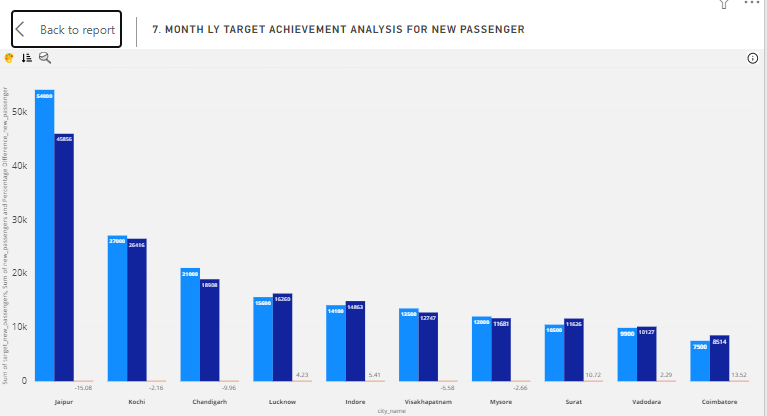 Back to report
7. MONTH LY TARGET ACHIEVEMENT ANALYSIS FOR NEW PASSENGER
Sum of target_new_passengers, Sum of new_passengers and Percentage Difference_new_passenger
50k
40k
30k
20k
10k
0
54000 45856 -15.08
27000 26416 -2.16
21000 18908 -9.96
15600 16260 4.23
14100 14863 5.41
13500 12747 -5.58
12000 11681 -2.66
10500 11626 10.72
9900 10127 2.29
7500 8514 13.52
Jaipur Kochi Chandigarh Lucknow Indore Visakhapatnam Mysore Surat Vadodara Coimbatore
city_name